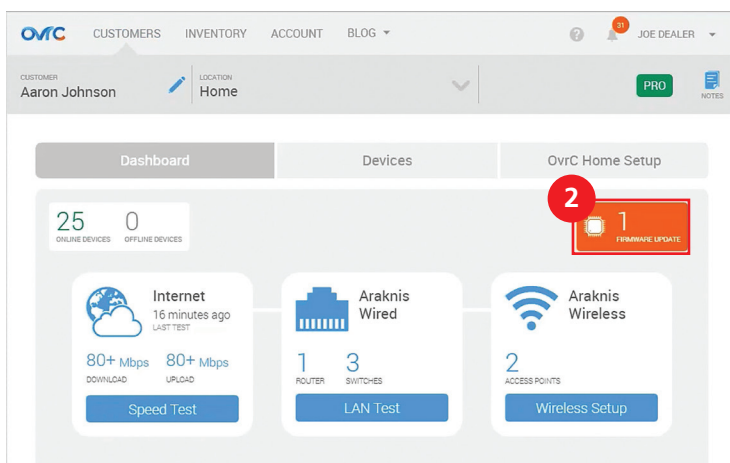 OVRC CUSTOMERS INVENTORY ACCOUNT BLOG ? 31 JOE DEALER
CUSTOMER LOCATION
Aaron Johnson Home PRO NOTES
Dashboard Devices OvrC Home Setup
2
25 0 1
ONLINE DEVICES OFFLINE DEVICES FIRMWARE UPDATE
Internet Araknis Araknis
16 minutes ago Wired Wireless
LAST TEST
80+ Mbps 80+ Mbps 1 3 2
DOWNLOAD UPLOAD ROUTER SWITCHES ACCESS POINTS
Speed Test LAN Test Wireless Setup